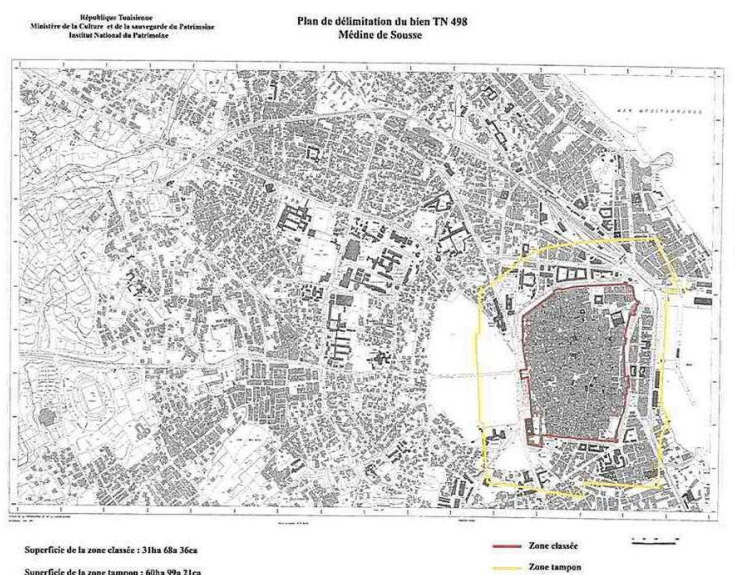 République Tunisienne
Ministère de la Culture et de la sauvegarde du Patrimoine
Institut National du Patrimoine
Plan de délimitation du bien TN 498
Médine de Sousse
MER MEDITERRANEE
Superficie de la zone classée : 31ha 68a 36ca
Zone classée
Superficie de la zone tampon : 60ha 99a 21ca
Zone tampon